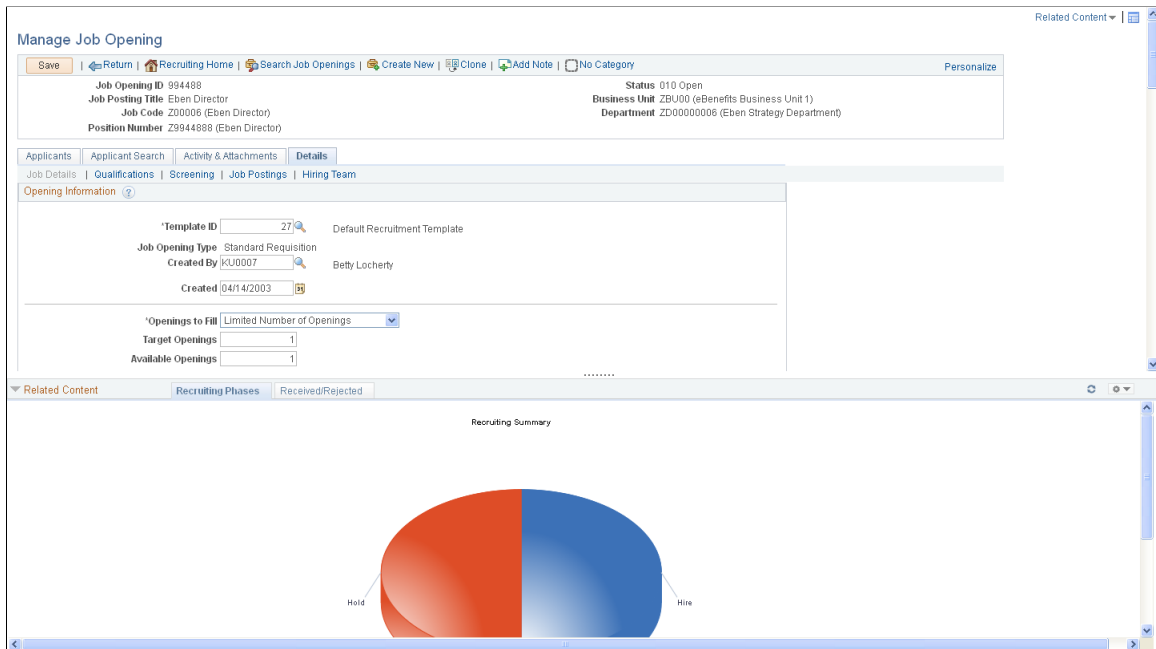 Related Content
Manage Job Opening
Save | Return | Recruiting Home | Search Job Openings | Create New | Clone | Add Note | No Category Personalize
Job Opening ID 994488 Status 010 Open
Job Posting Title Eben Director Business Unit ZBU00 (eBenefits Business Unit 1)
Job Code Z00006 (Eben Director) Department ZD00000006 (Eben Strategy Department)
Position Number Z9944888 (Eben Director)
Applicants Applicant Search Activity & Attachments Details
Job Details | Qualifications | Screening | Job Postings | Hiring Team
Opening Information ?
*Template ID 27 Default Recruitment Template
Job Opening Type Standard Requisition
Created By KU0007 Betty Locherty
Created 04/14/2003 31
*Openings to Fill Limited Number of Openings
Target Openings 1
Available Openings 1
Related Content Recruiting Phases Received/Rejected
Recruiting Summary
Hold Hire